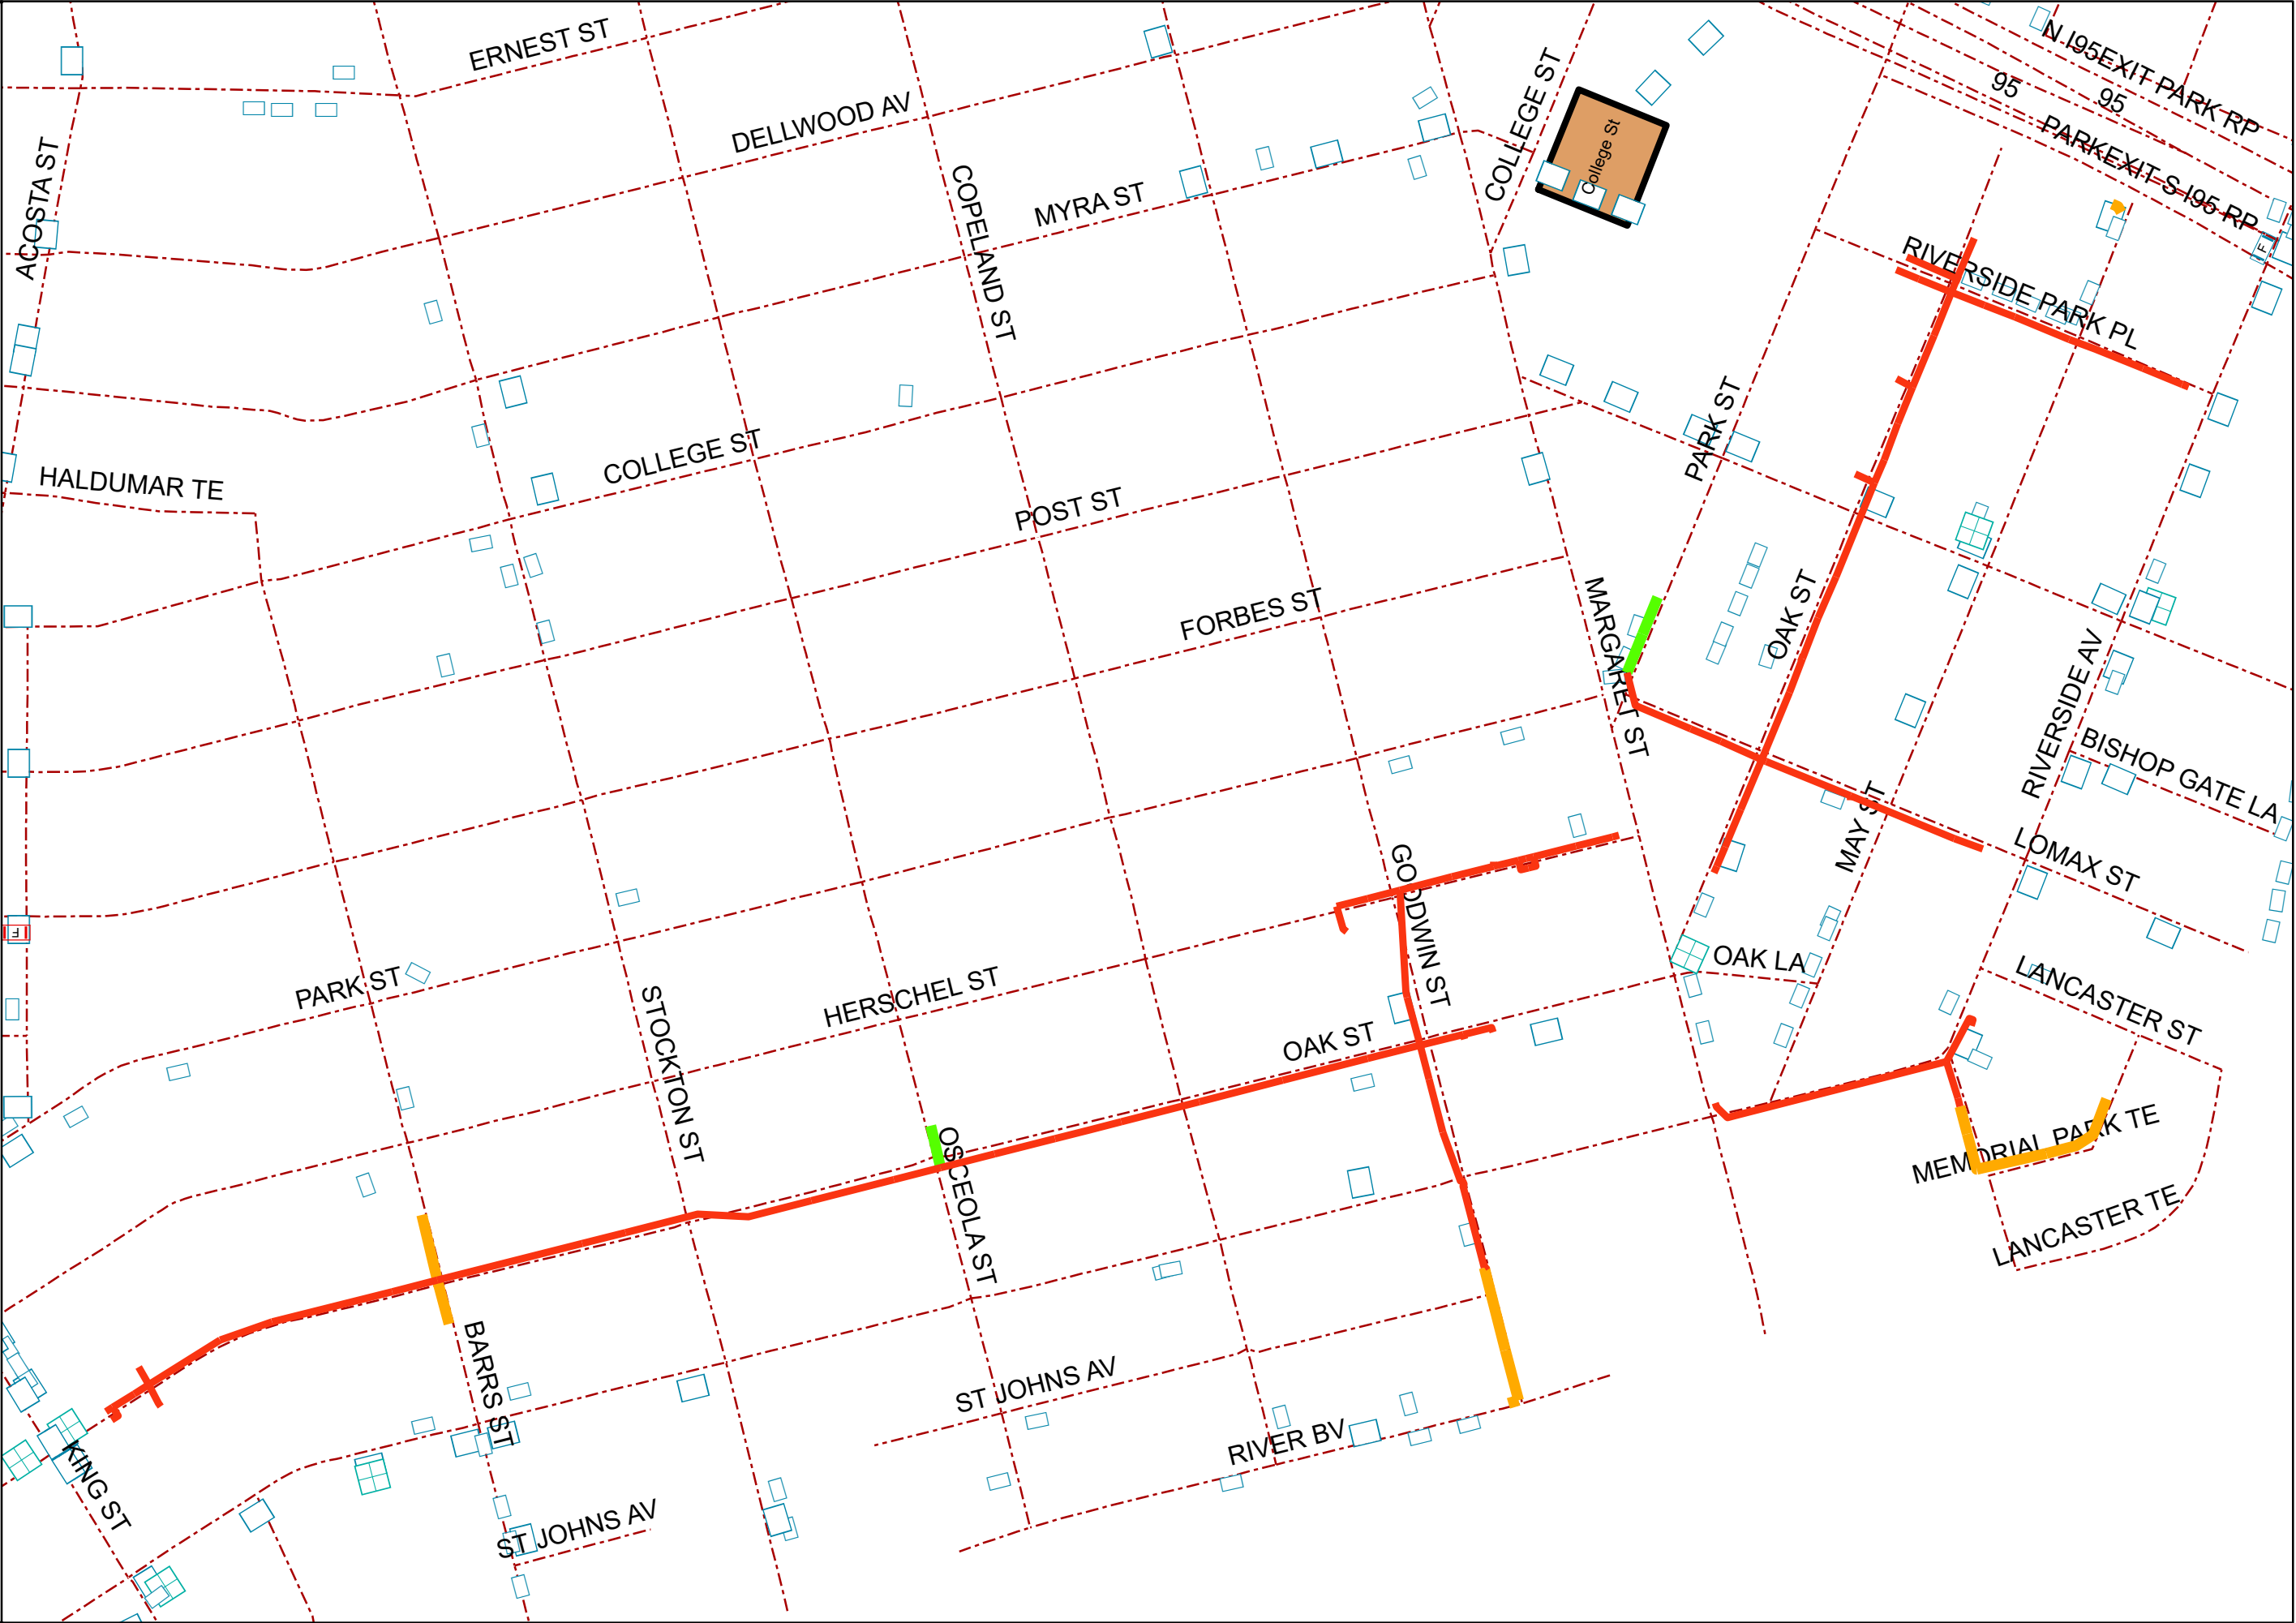 ERNEST ST
N I95EXIT PARK RP
95
95
DELLWOOD AV
COLLEGE ST
College St
PARKEXIT S I95 RP
ACOSTA ST
COPELAND ST
MYRA ST
F
RIVERSIDE PARK PL
PARK ST
COLLEGE ST
HALDUMAR TE
POST ST
FORBES ST
MARGARET ST
OAK ST
RIVERSIDE AV
BISHOP GATE LA
MAY ST
LOMAX ST
GOODWIN ST
F
PARK ST
HERSCHEL ST
OAK LA
LANCASTER ST
STOCKTON ST
OAK ST
OSCEOLA ST
MEMORIAL PARK TE
LANCASTER TE
BARRS ST
ST JOHNS AV
RIVER BV
KING ST
ST JOHNS AV